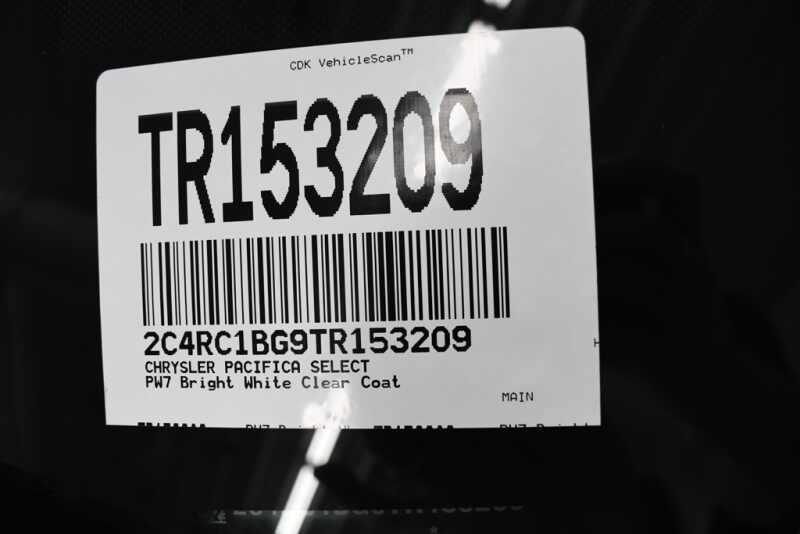 CDK VehicleScan™
TR153209
2C4RC1BG9TR153209
CHRYSLER PACIFICA SELECT
PW7 Bright White Clear Coat
MAIN